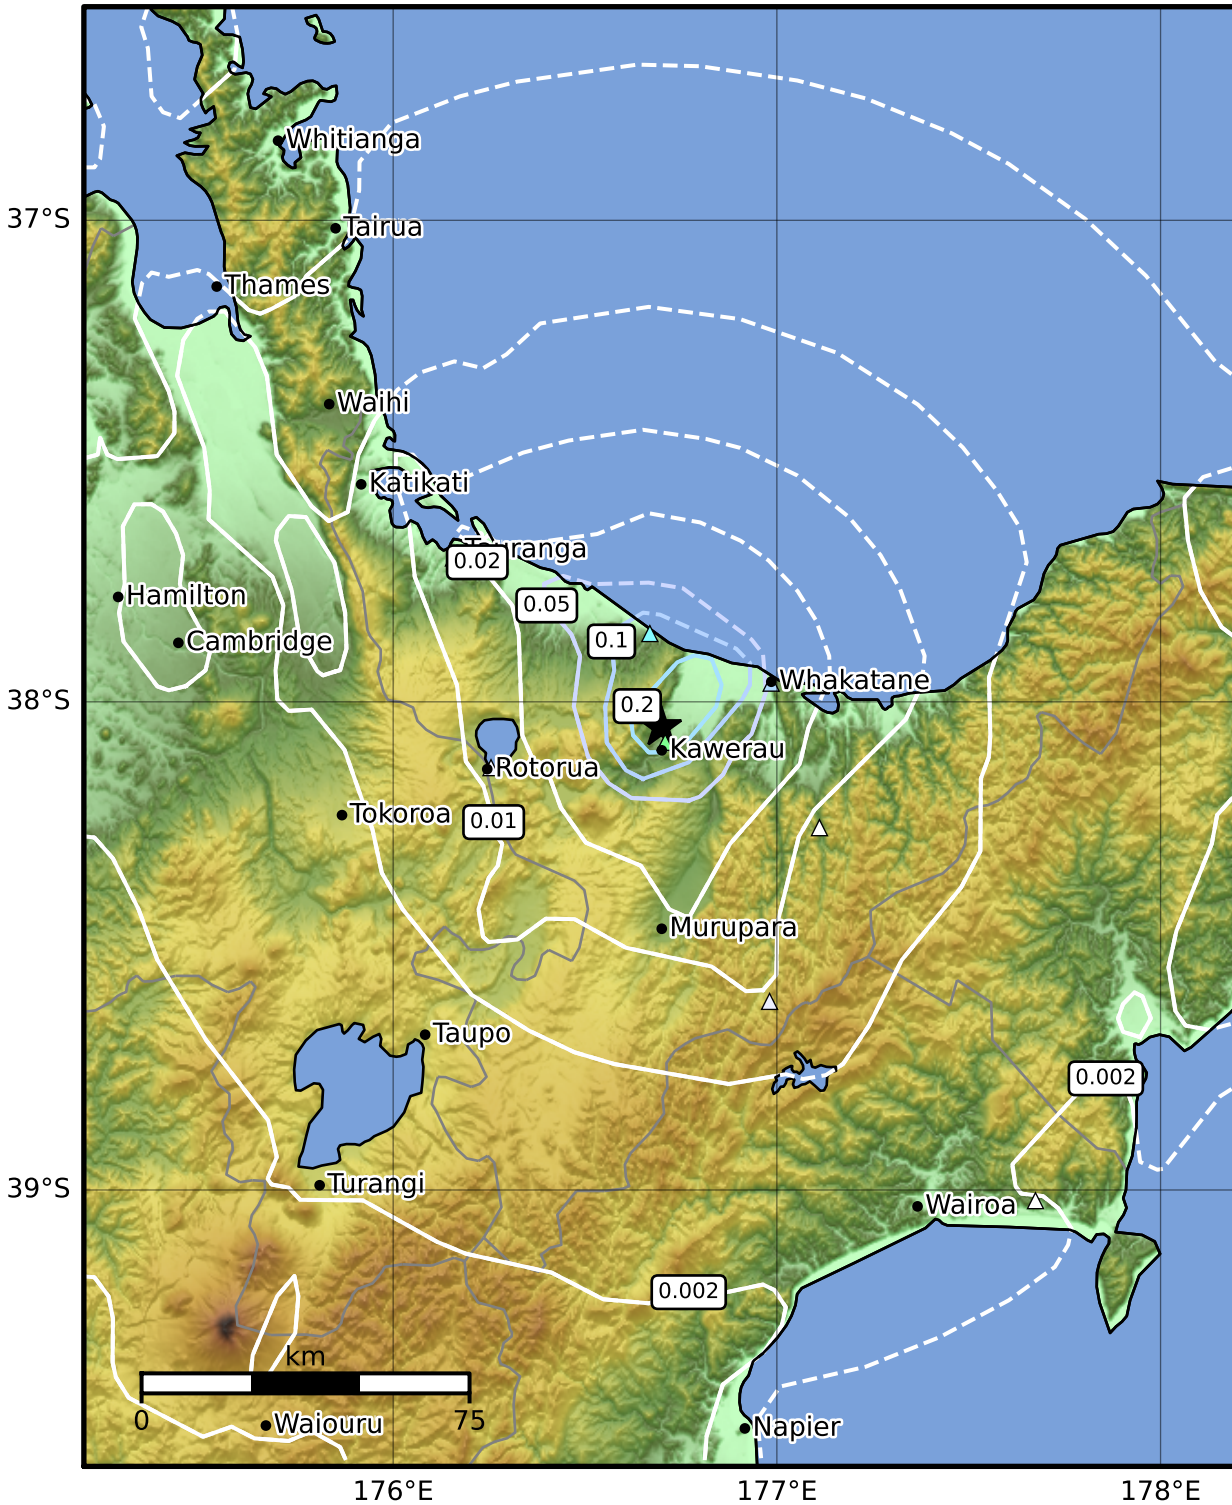 Whitianga
37°S
Tairua
Thames
Waihi
Katikati
Tauranga
0.02
Hamilton
0.05
Cambridge
0.1
Whakatane
38°S
0.2
Kawerau
Rotorua
Tokoroa
0.01
Murupara
Taupo
0.002
39°S
Turangi
Wairoa
0.002
km
0
75
Waiouru
Napier
176°E
177°E
178°E